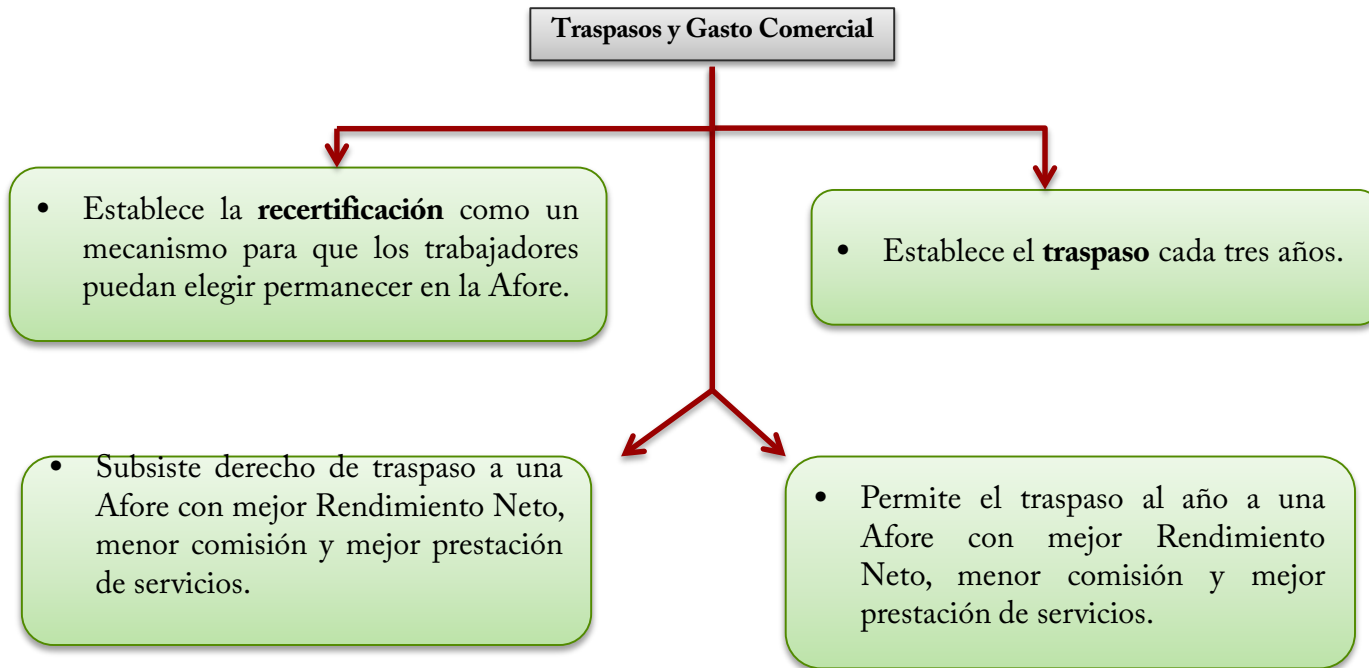 Traspasos y Gasto Comercial
• Establece la recertificación como un
mecanismo para que los trabajadores
puedan elegir permanecer en la Afore.
• Establece el traspaso cada tres años.
• Subsiste derecho de traspaso a una
Afore con mejor Rendimiento Neto,
menor comisión y mejor prestación
de servicios.
• Permite el traspaso al año a una
Afore con mejor Rendimiento
Neto, menor comisión y mejor
prestación de servicios.